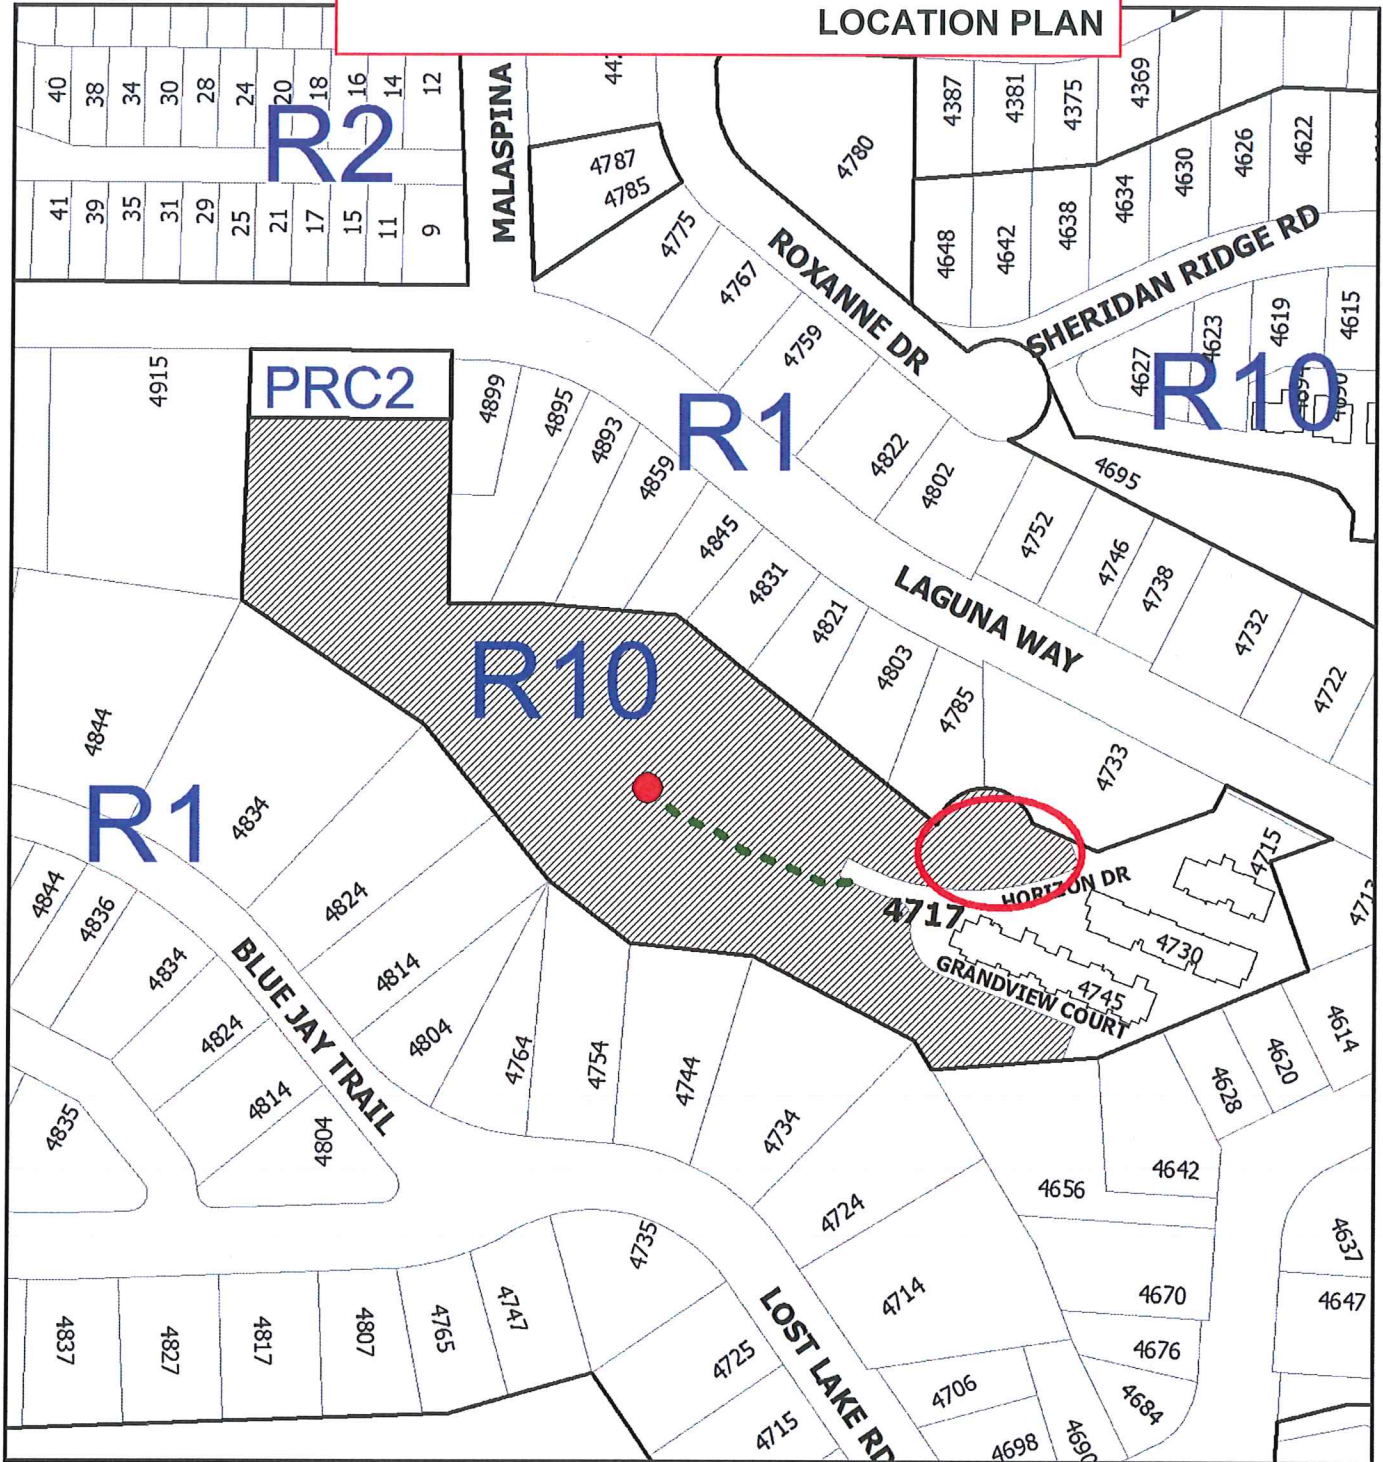 LOCATION PLAN
40 38 34 30 28 24 20 18 16 14 12
R2
41 39 35 31 29 25 21 17 15 11 9
MALASPINA
4787
4785
4775
4767
4759
4780
ROXANNE DR
4387 4381 4375 4369
4648 4642 4638 4634 4630 4626 4622
SHERIDAN RIDGE RD
4627 4623 4619 4615
R10
4695
4915
PRC2
4899 4895 4893 4859
R1
4822 4802
4845 4831 4821 4803 4785
4752 4746 4738 4732 4722
LAGUNA WAY
4733
R10
4844
R1
4834
4824
4814
4804
4764 4754 4744 4734 4724 4714
HORIZON DR
4717
4715
4730
4745
GRANDVIEW COURT
4844 4836 4834 4824 4814 4804
BLUE JAY TRAIL
4835
4614
4620
4628
4642
4656
4670
4676
4684
4637
4647
4735
4837 4827 4817 4807 4765 4747
4725
4715
LOST LAKE RD
4706
4698